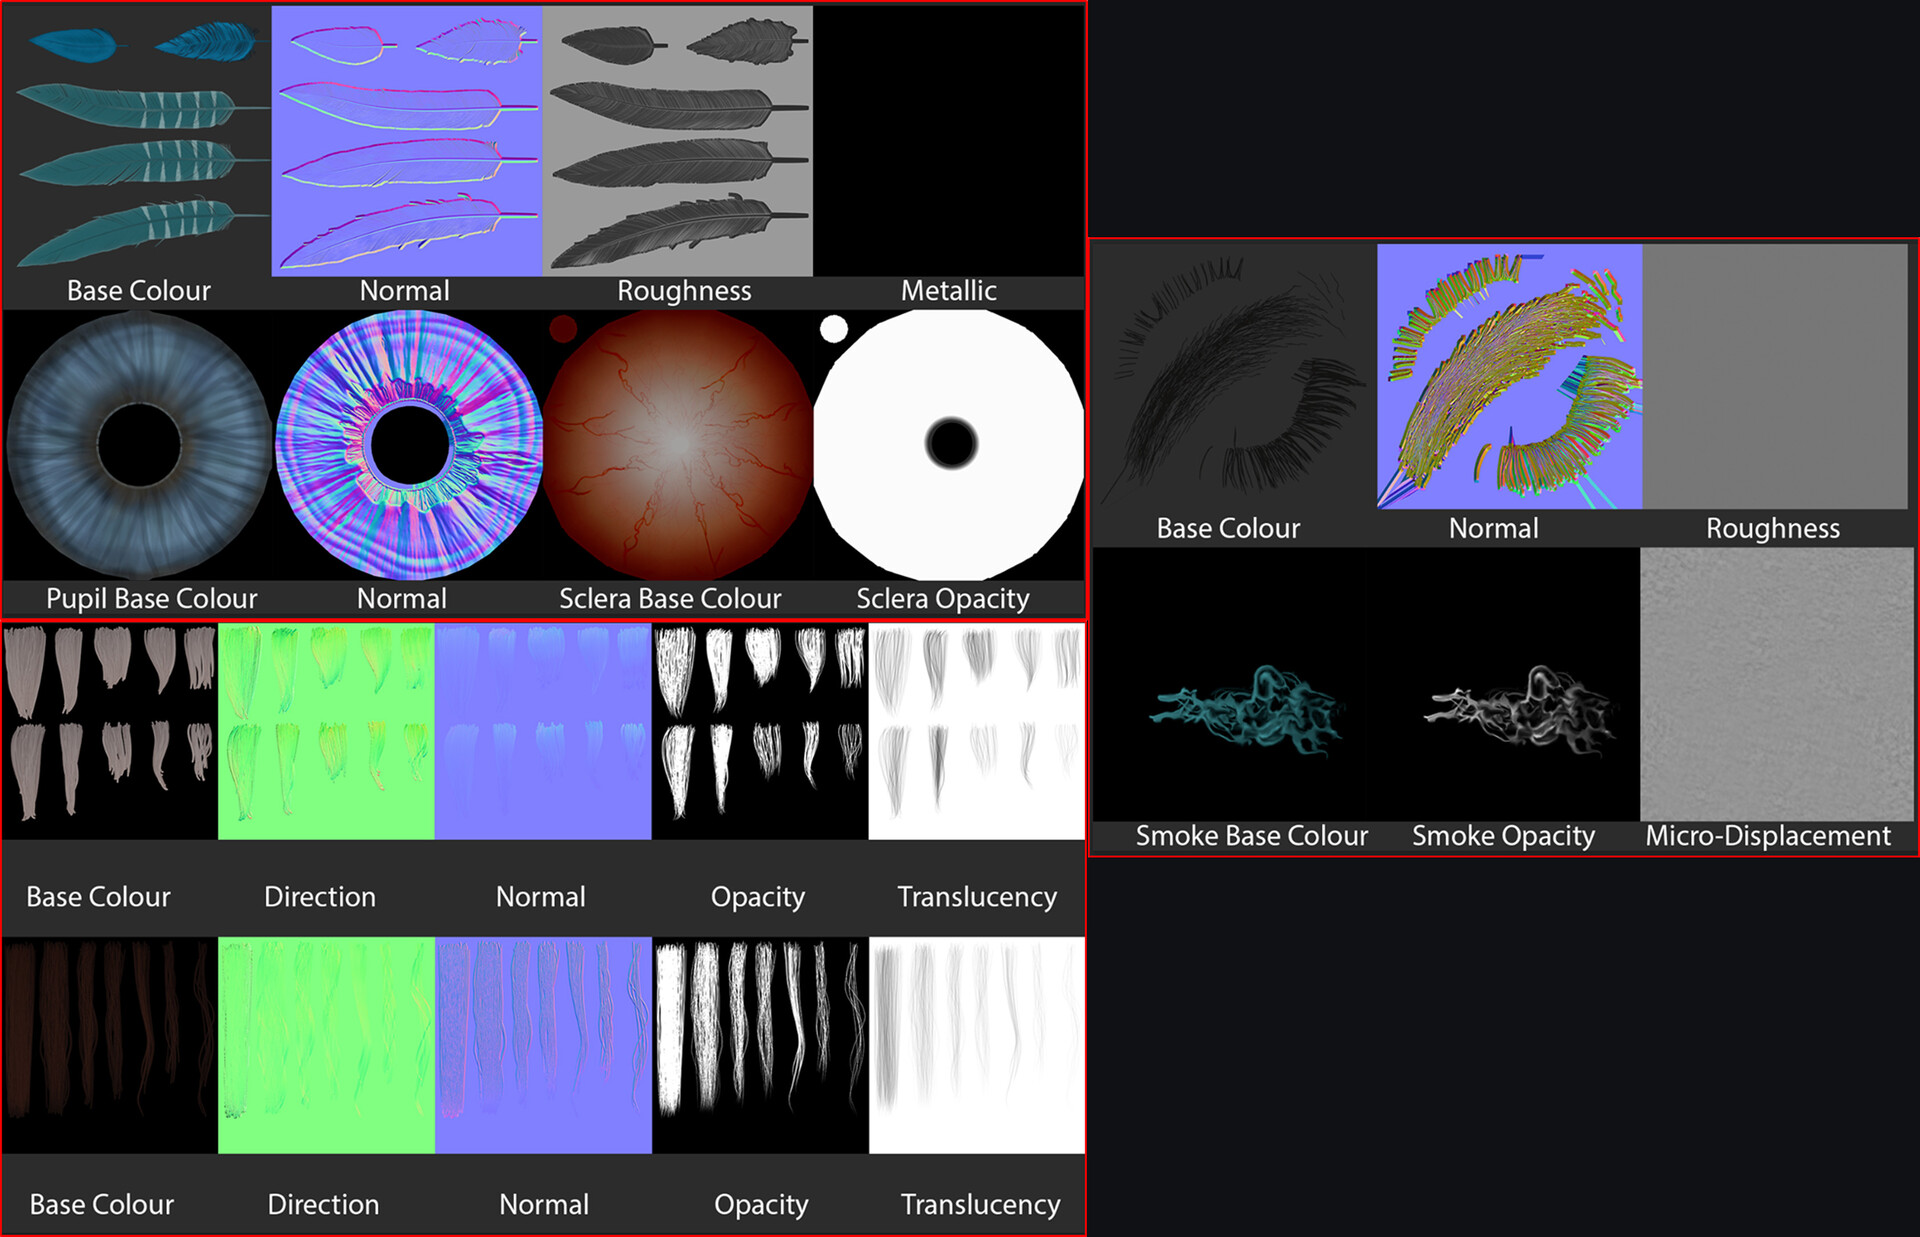 Base Colour
Normal
Roughness
Metallic
Pupil Base Colour
Normal
Sclera Base Colour
Sclera Opacity
Base Colour
Direction
Normal
Opacity
Translucency
Base Colour
Direction
Normal
Opacity
Translucency
Base Colour
Normal
Roughness
Smoke Base Colour
Smoke Opacity
Micro-Displacement